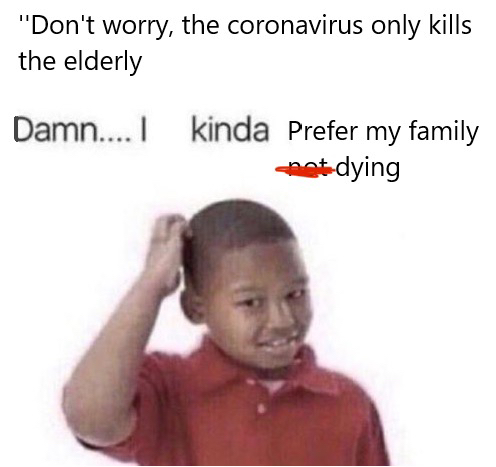 "Don't worry, the coronavirus only kills
the elderly
Damn.... I kinda Prefer my family
not dying